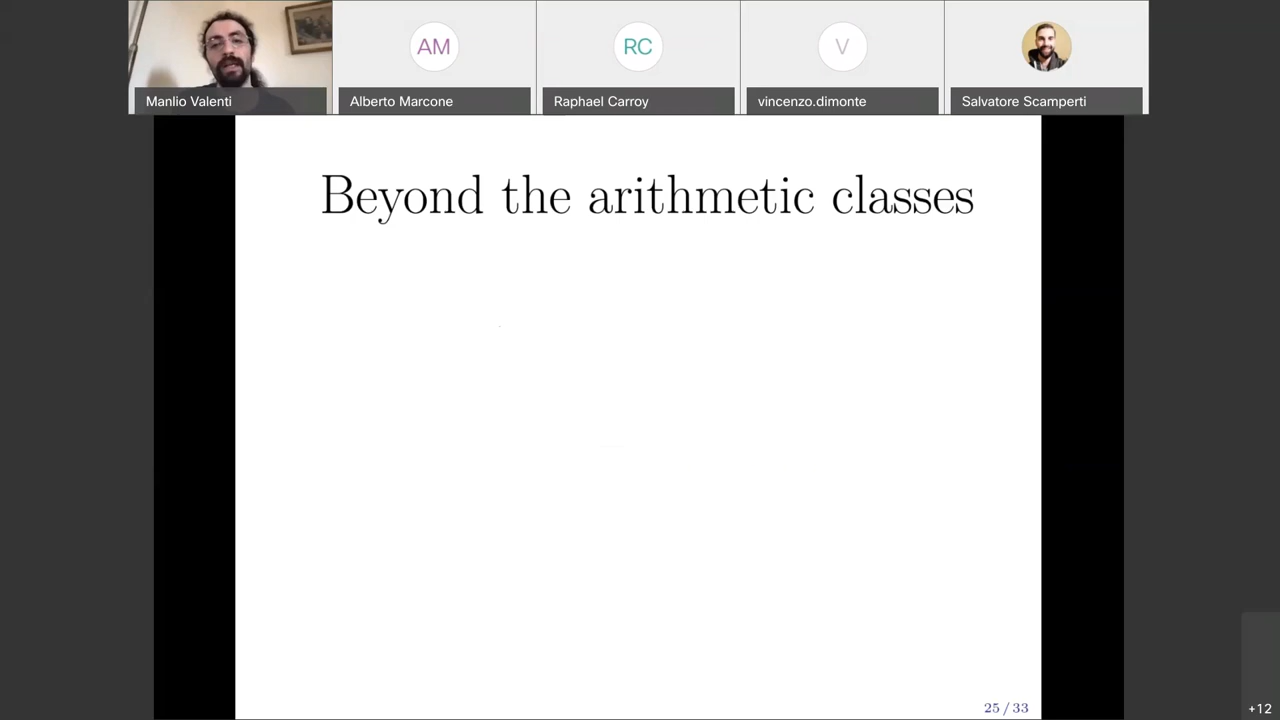 AM
RC
V
Manlio Valenti
Alberto Marcone
Raphael Carroy
vincenzo.dimonte
Salvatore Scamperti
Beyond the arithmetic classes
25 / 33
+12